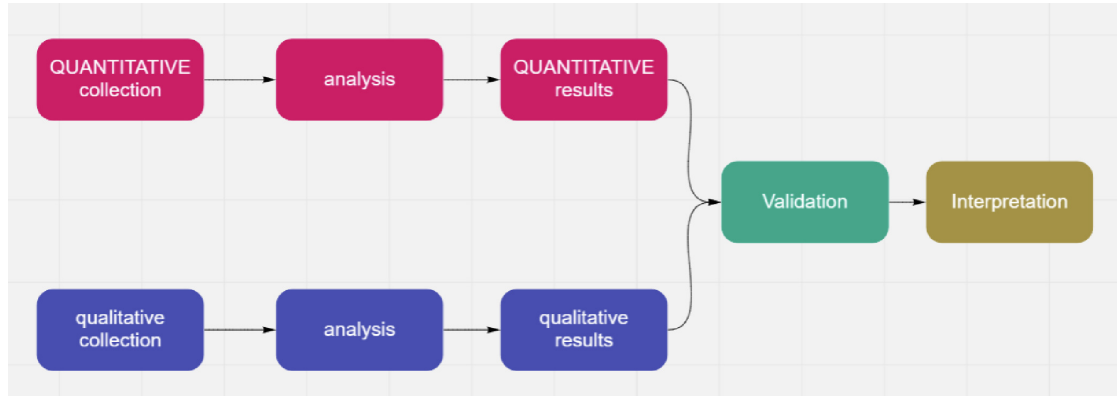 QUANTITATIVE
collection
analysis
QUANTITATIVE
results
Validation
Interpretation
qualitative
collection
analysis
qualitative
results